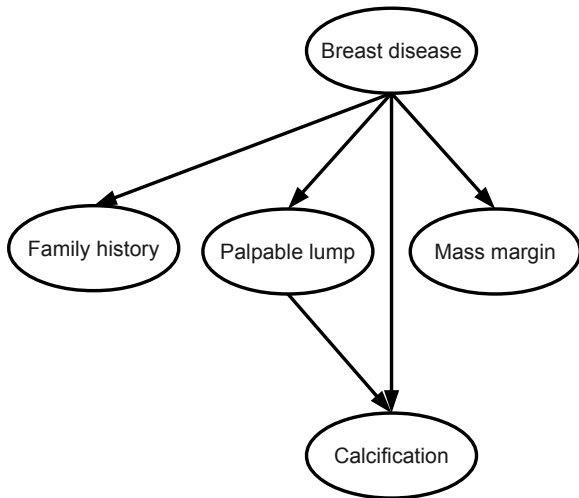 Breast disease
Family history
Palpable lump
Mass margin
Calcification